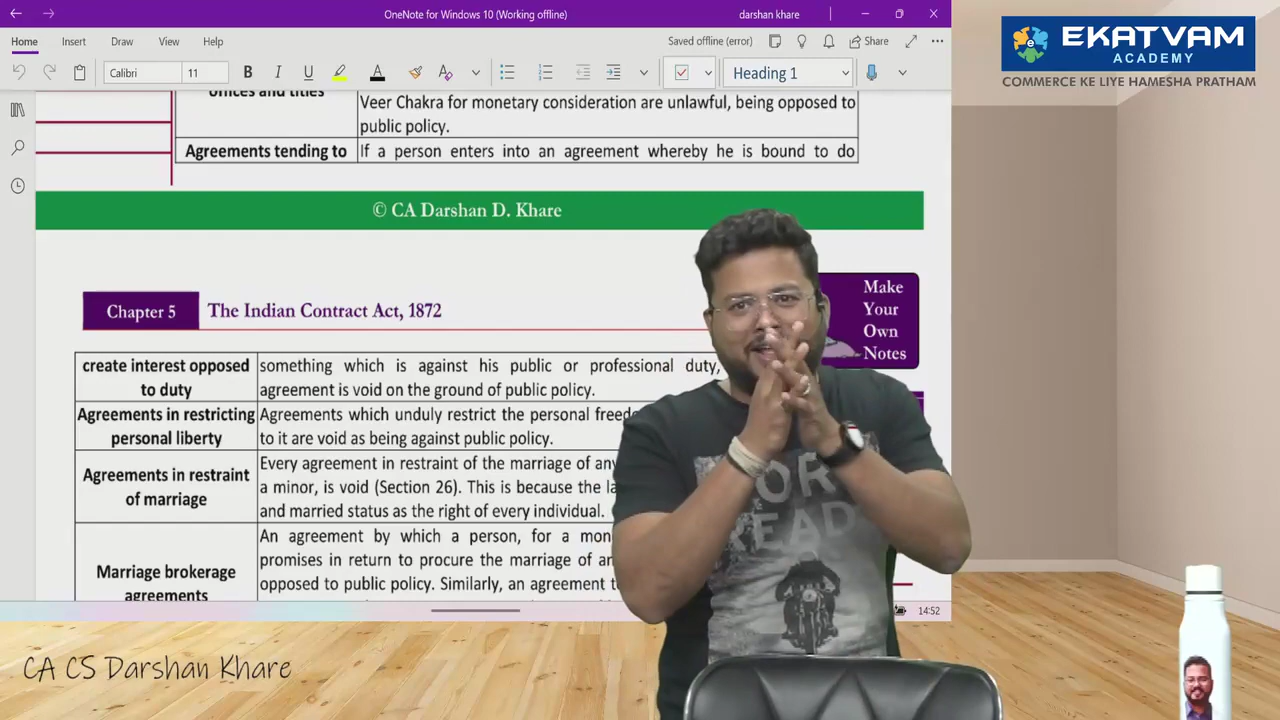 OneNote for Windows 10 (Working offline)
darshan khare
EKATVAM
ACADEMY
COMMERCE KE LIYE HAMESHA PRATHAM
Home Insert Draw View Help
Saved offline (error)
Share
Calibri
11
B I U A
Heading 1
offices and titles
Veer Chakra for monetary consideration are unlawful, being opposed to
public policy.
Agreements tending to
If a person enters into an agreement whereby he is bound to do
© CA Darshan D. Khare
Chapter 5
The Indian Contract Act, 1872
Make
Your
Own
Notes
create interest opposed
to duty
something which is against his public or professional duty,
agreement is void on the ground of public policy.
Agreements in restricting
personal liberty
Agreements which unduly restrict the personal
to it are void as being against public policy.
Agreements in restraint
of marriage
Every agreement in restraint of the marriage of
a minor, is void (Section 26). This is because the
and married status as the right of every individual.
Marriage brokerage
agreements
An agreement by which a person, for a
promises in return to procure the marriage of
opposed to public policy. Similarly, an agreement
14:52
CA CS Darshan Khare